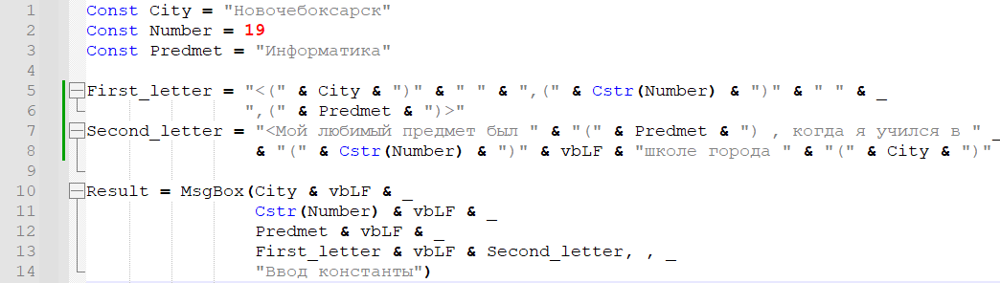 1 Const City = "Новочебоксарск"
2 Const Number = 19
3 Const Predmet = "Информатика"
4
5 First_letter = "<(" & City & ")" & " " & ",(" & Cstr(Number) & ")" & " " & _
6 ",(" & Predmet & ")>"
7 Second_letter = "<Мой любимый предмет был " & "(" & Predmet & ") , когда я учился в "_
8 & "(" & Cstr(Number) & ")" & vbLF & "школе города " & "(" & City & ")"
9
10 Result = MsgBox(City & vbLF & _
11 Cstr(Number) & vbLF & _
12 Predmet & vbLF & _
13 First_letter & vbLF & Second_letter, , _
14 "Ввод константы")